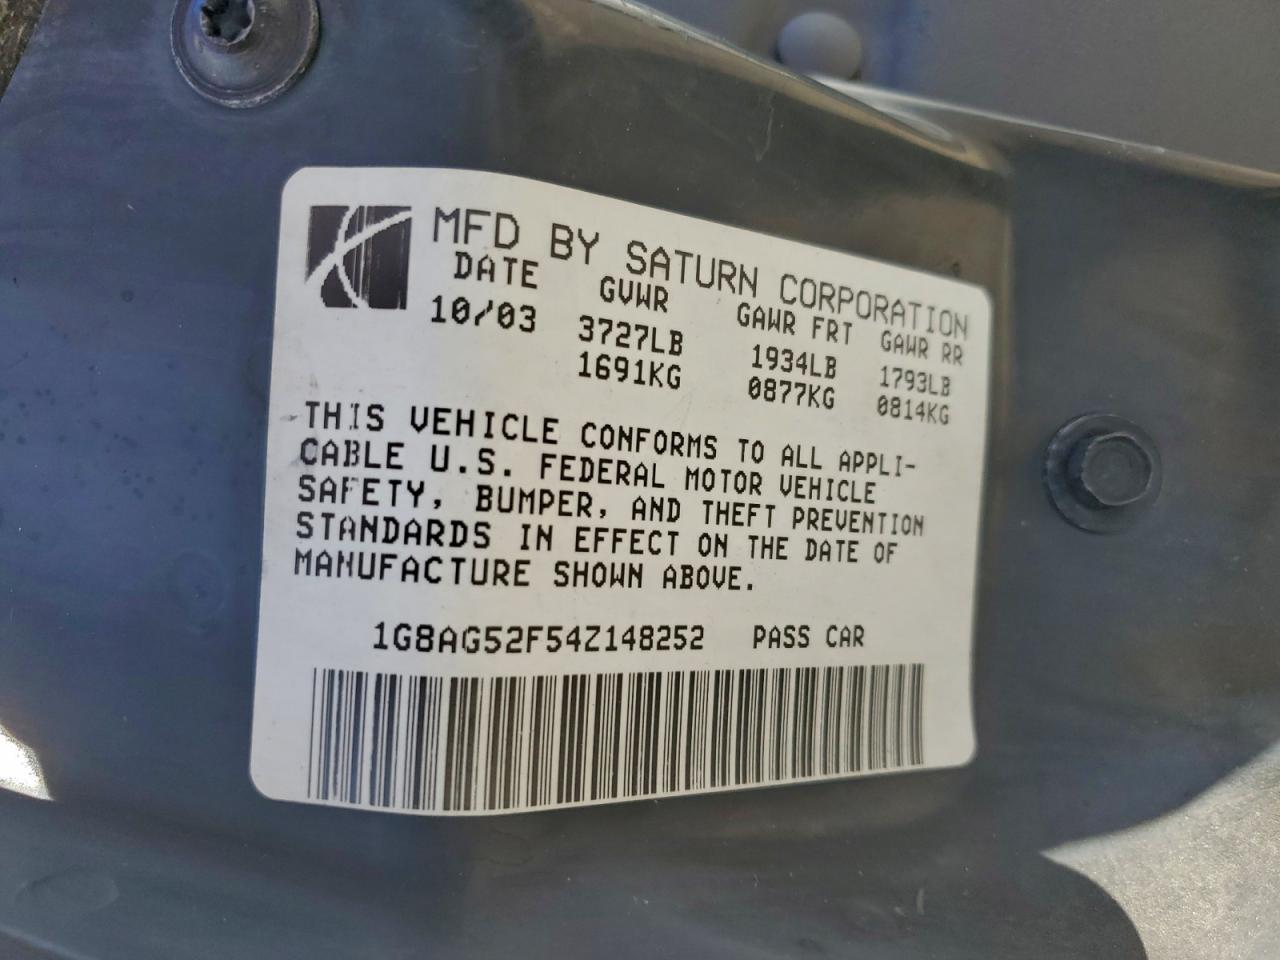 MFD BY SATURN CORPORATION
DATE GVWR GAWR FRT GAWR RR
10/03 3727LB 1934LB 1793LB
1691KG 0877KG 0814KG
THIS VEHICLE CONFORMS TO ALL APPLI-
CABLE U.S. FEDERAL MOTOR VEHICLE
SAFETY, BUMPER, AND THEFT PREVENTION
STANDARDS IN EFFECT ON THE DATE OF
MANUFACTURE SHOWN ABOVE.
1G8AG52F54Z148252 PASS CAR